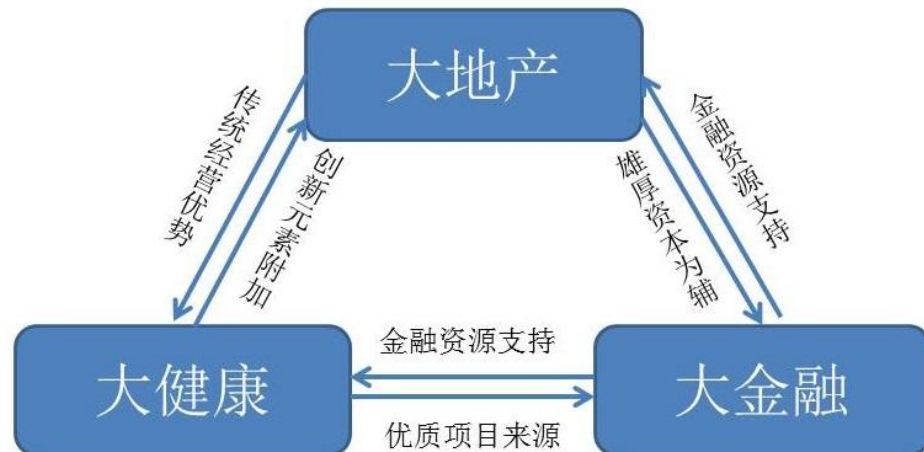 大地产
传统经营优势
创新元素附加
雄厚资本为辅
金融资源支持
金融资源支持
大健康
大金融
优质项目来源